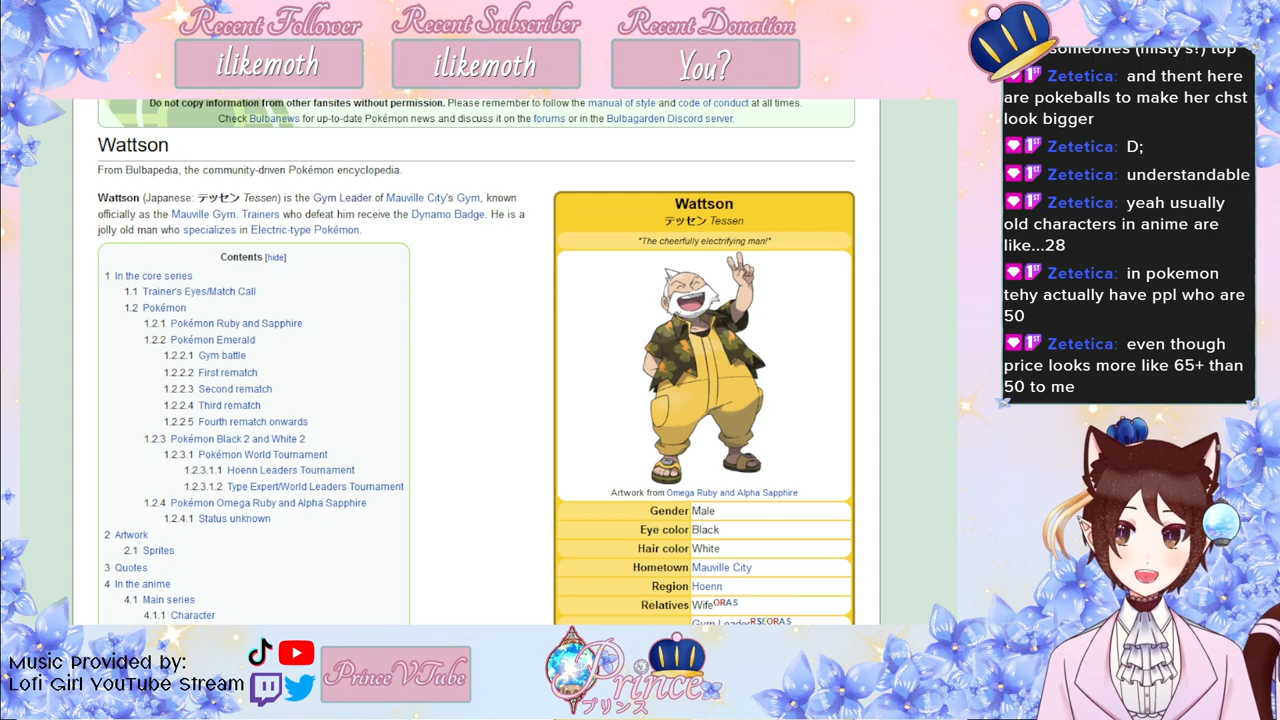 Recent Follower
ilikemoth
Recent Subscriber
ilikemoth
Recent Donation
You?
Do not copy information from other fansites without permission. Please remember to follow the manual of style and code of conduct at all times.
Check Bulbanews for up-to-date Pokémon news and discuss it on the forums or in the Bulbagarden Discord server.
Wattson
From Bulbapedia, the community-driven Pokémon encyclopedia.
Wattson (Japanese: テッセン Tessen) is the Gym Leader of Mauville City's Gym, known
officially as the Mauville Gym. Trainers who defeat him receive the Dynamo Badge. He is a
jolly old man who specializes in Electric-type Pokémon.
Contents [hide]
1 In the core series
1.1 Trainer's Eyes/Match Call
1.2 Pokémon
1.2.1 Pokémon Ruby and Sapphire
1.2.2 Pokémon Emerald
1.2.2.1 Gym battle
1.2.2.2 First rematch
1.2.2.3 Second rematch
1.2.2.4 Third rematch
1.2.2.5 Fourth rematch onwards
1.2.3 Pokémon Black 2 and White 2
1.2.3.1 Pokémon World Tournament
1.2.3.1.1 Hoenn Leaders Tournament
1.2.3.1.2 Type Expert/World Leaders Tournament
1.2.4 Pokémon Omega Ruby and Alpha Sapphire
1.2.4.1 Status unknown
2 Artwork
2.1 Sprites
3 Quotes
4 In the anime
4.1 Main series
4.1.1 Character
Wattson
テッセン Tessen
"The cheerfully electrifying man!"
Artwork from Omega Ruby and Alpha Sapphire
Gender Male
Eye color Black
Hair color White
Hometown Mauville City
Region Hoenn
Relatives Wife ORAS
Gym Leader RSEORAS
someones (misty's?) top
1st Zetetica: and thent here
are pokeballs to make her chst
look bigger
1st Zetetica: D;
1st Zetetica: understandable
1st Zetetica: yeah usually
old characters in anime are
like...28
1st Zetetica: in pokemon
tehy actually have ppl who are
50
1st Zetetica: even though
price looks more like 65+ than
50 to me
Music Provided by:
Lofi Girl YouTube Stream
Prince VTube
Prince
プリンス